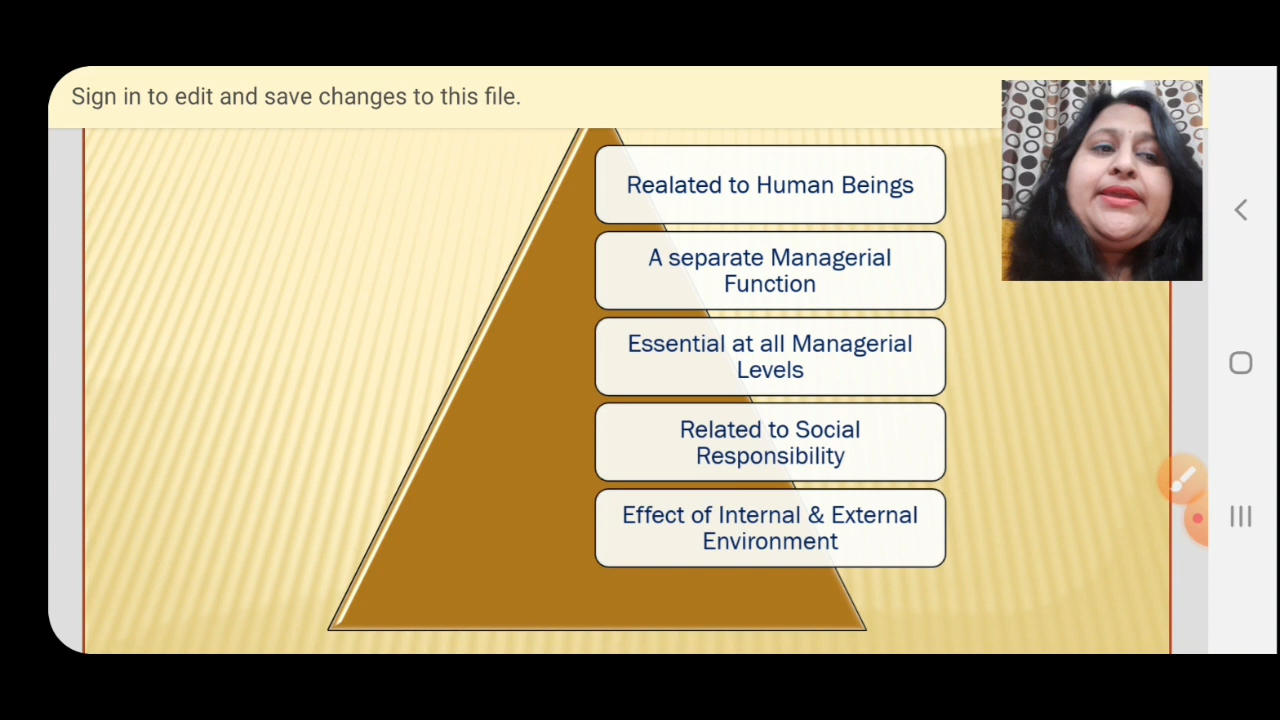 Sign in to edit and save changes to this file.
Realated to Human Beings
A separate Managerial
Function
Essential at all Managerial
Levels
Related to Social
Responsibility
Effect of Internal & External
Environment